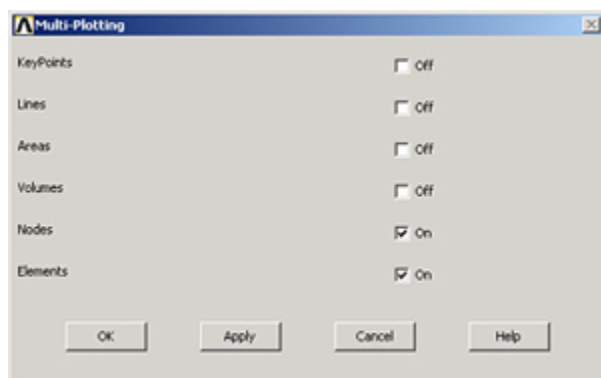 Multi-Plotting
KeyPoints Off
Lines Off
Areas Off
Volumes Off
Nodes On
Elements On
OK Apply Cancel Help